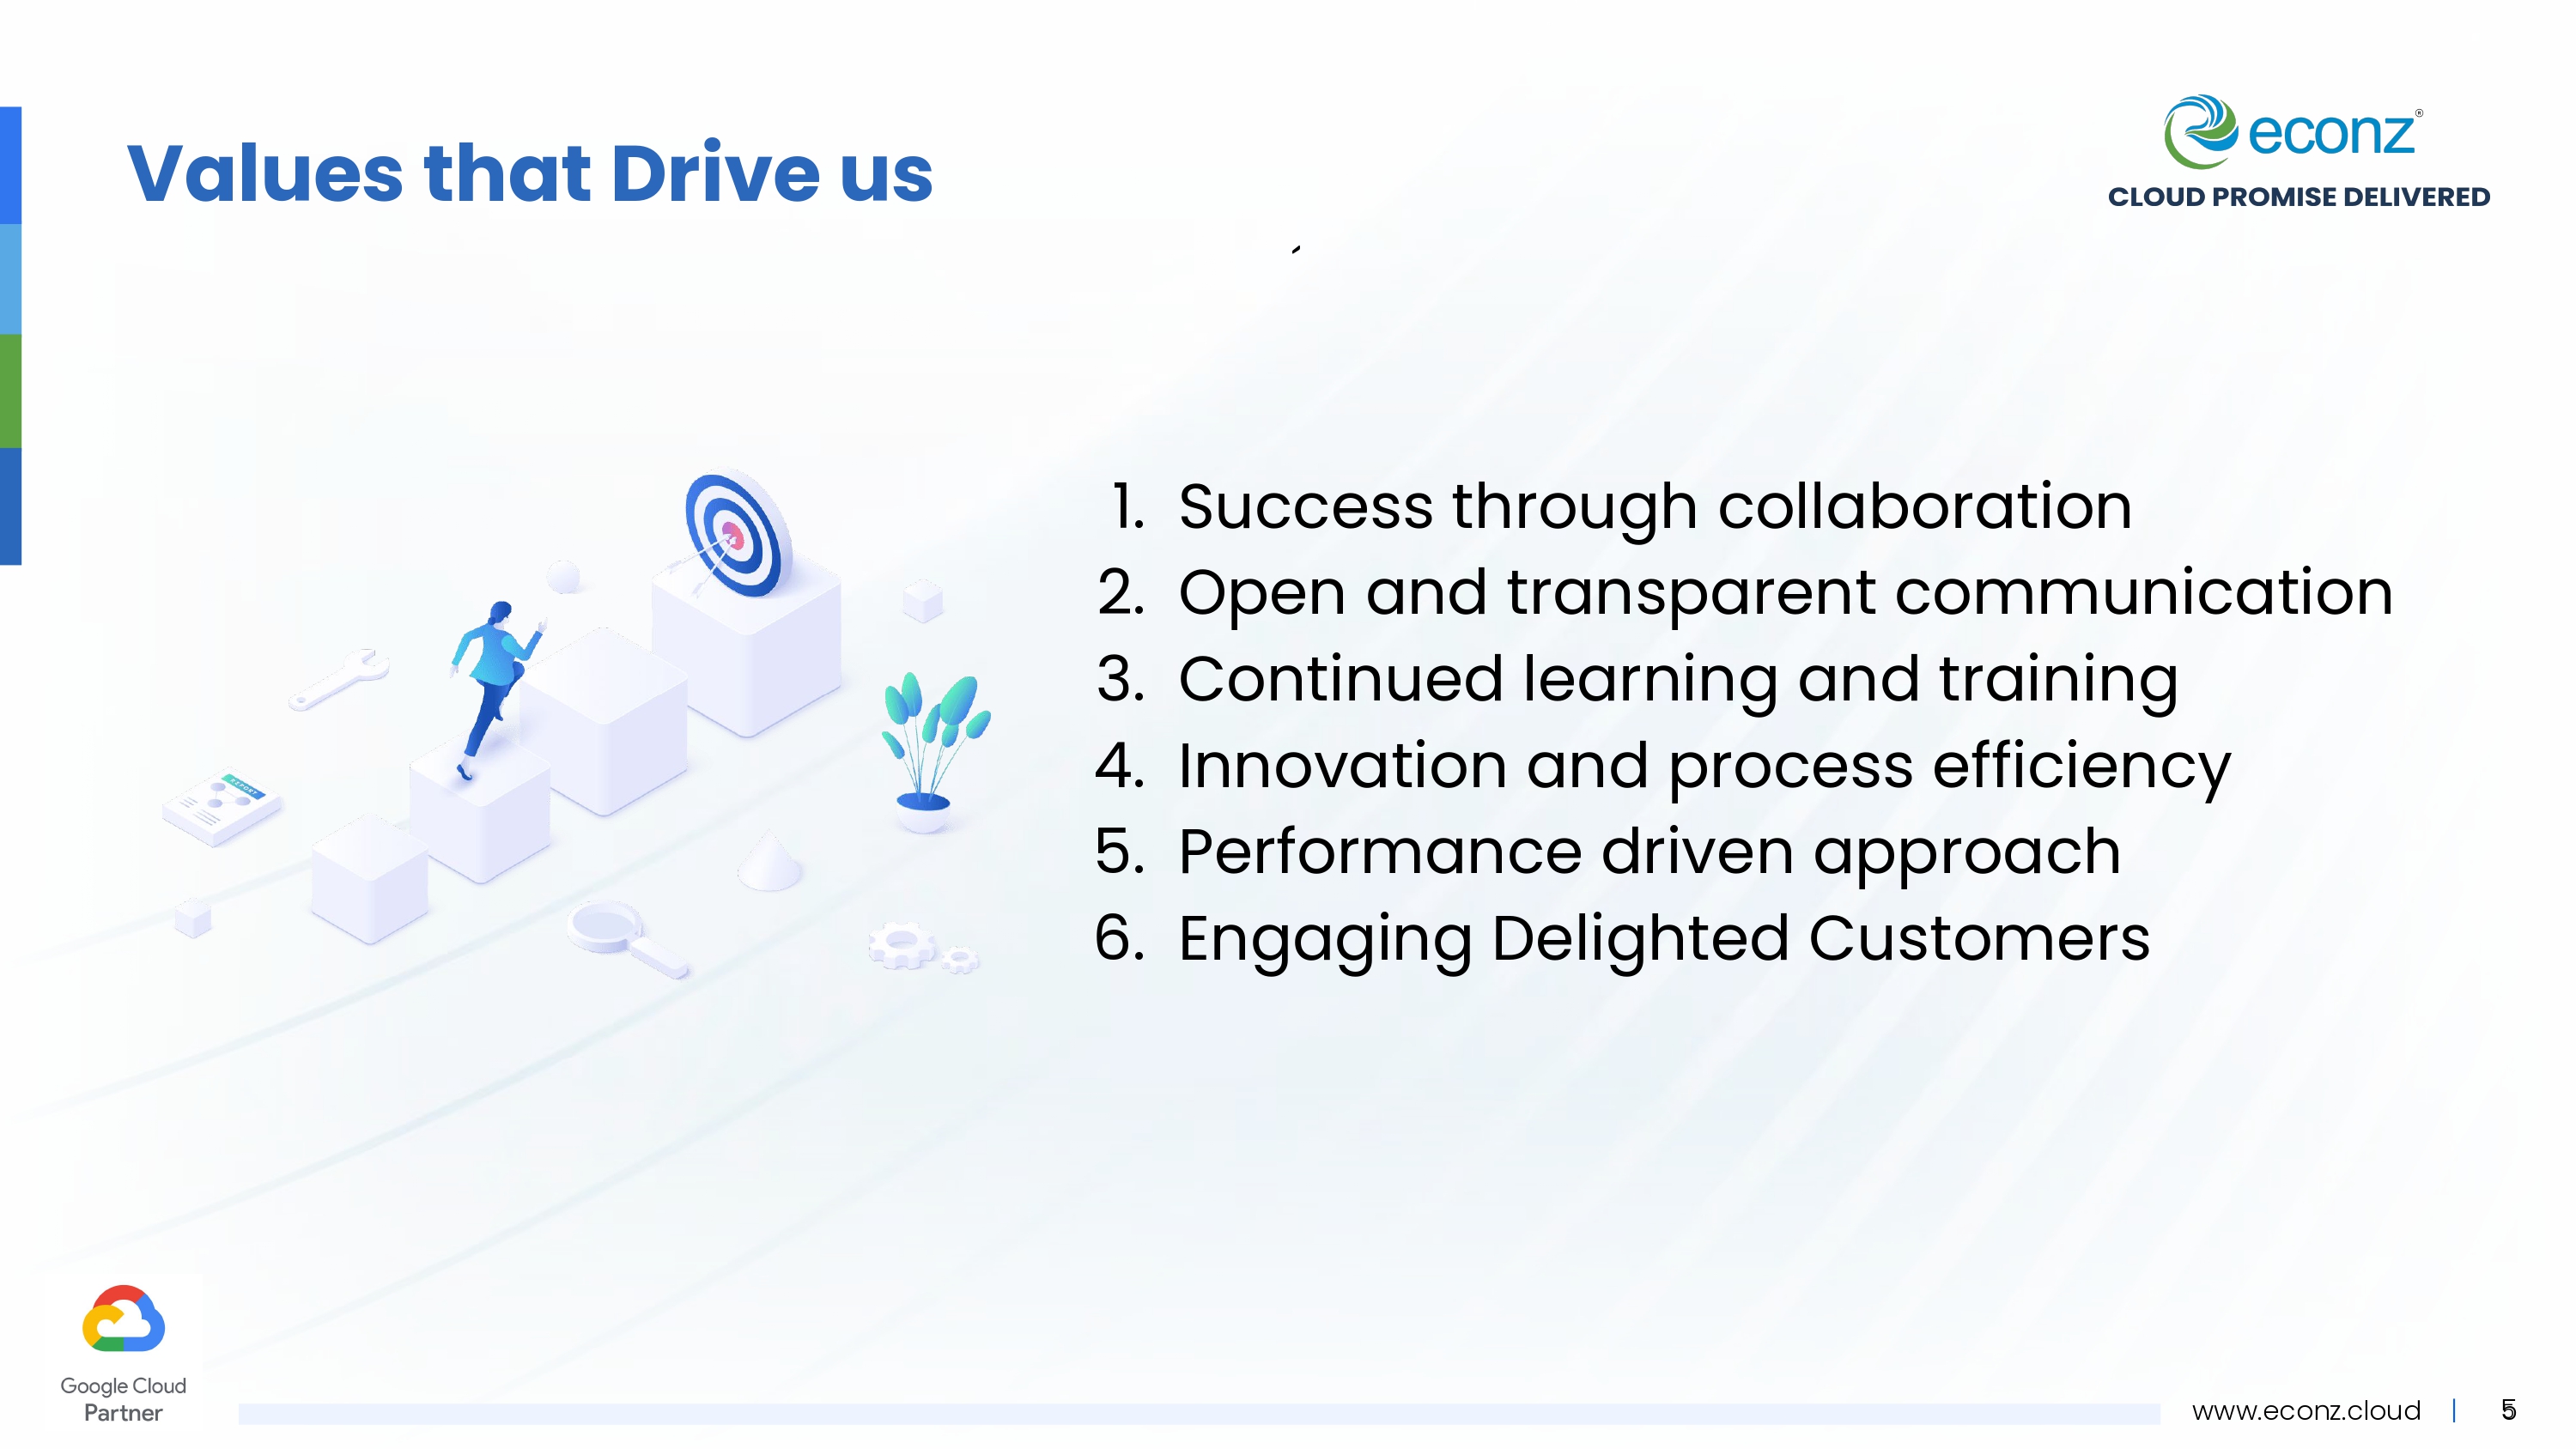 Values that Drive us
econz®
CLOUD PROMISE DELIVERED
1. Success through collaboration
2. Open and transparent communication
3. Continued learning and training
4. Innovation and process efficiency
5. Performance driven approach
6. Engaging Delighted Customers
REPORT
Google Cloud
Partner
www.econz.cloud | 5